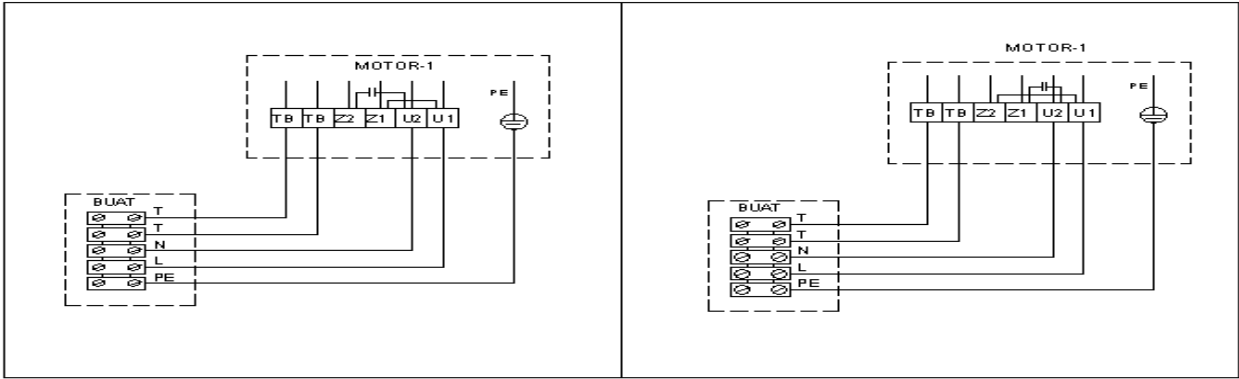 MOTOR-1
PE
TB TB Z2 Z1 U2 U1
BUAT
T
T
N
L
PE
MOTOR-1
PE
TB TB Z2 Z1 U2 U1
BUAT
T
T
N
L
PE